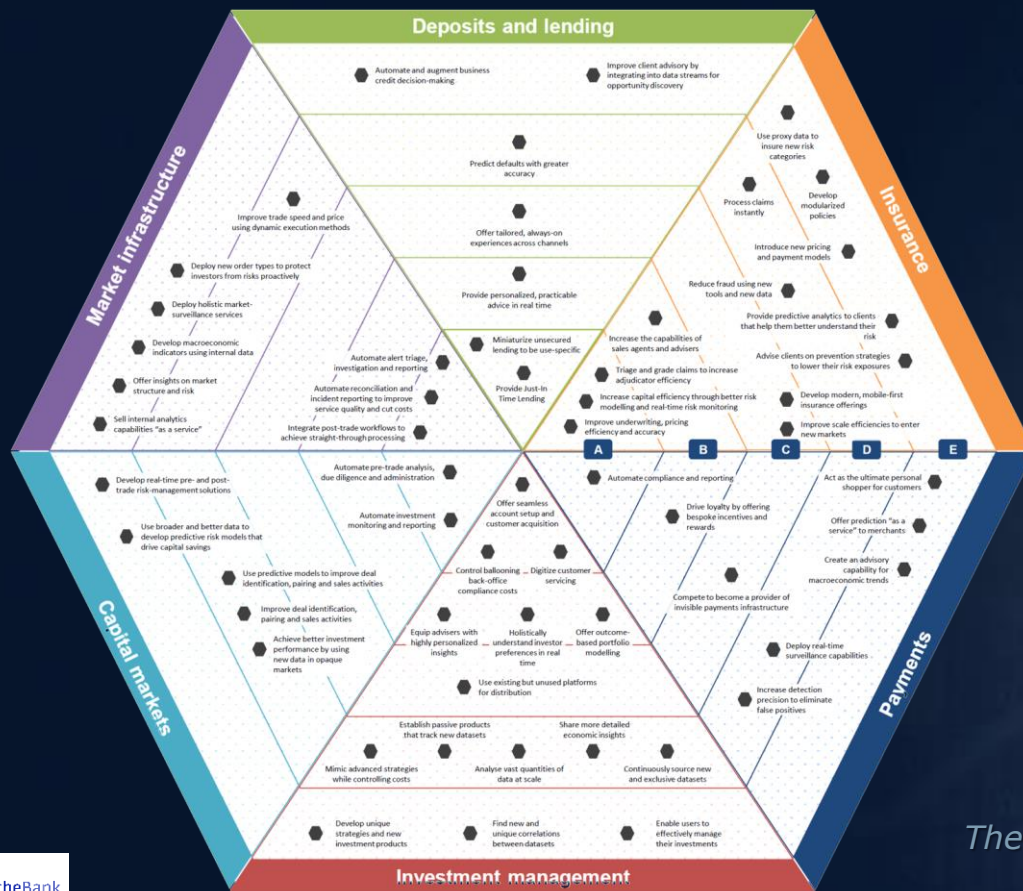 Deposits and lending
Automate and augment business
credit decision-making
Improve client advisory by
integrating into data streams for
opportunity discovery
Predict defaults with greater
accuracy
Offer tailored, always-on
experiences across channels
Provide personalized, practicable
advice in real time
Miniaturize unsecured
lending to be use-specific
Provide Just-In
Time Lending
Market infrastructure
Improve trade speed and price
using dynamic execution methods
Deploy new order types to protect
investors from risks proactively
Deploy holistic market-
surveillance services
Develop macroeconomic
indicators using internal data
Offer insights on market
structure and risk
Sell internal analytics
capabilities "as a service"
Automate alert triage,
investigation and reporting
Automate reconciliation and
incident reporting to improve
service quality and cut costs
Integrate post-trade workflows to
achieve straight-through processing
Insurance
Use proxy data to
insure new risk
categories
Process claims
instantly
Develop
modularized
policies
Introduce new pricing
and payment models
Reduce fraud using new
tools and new data
Provide predictive analytics to clients
that help them better understand their
risk
Increase the capabilities of
sales agents and advisers
Advise clients on prevention strategies
to lower their risk exposures
Triage and grade claims to increase
adjudicator efficiency
Increase capital efficiency through better risk
modelling and real-time risk monitoring
Develop modern, mobile-first
insurance offerings
Improve underwriting, pricing
efficiency and accuracy
Improve scale efficiencies to enter
new markets
A
B
C
D
E
Capital markets
Develop real-time pre- and post-
trade risk-management solutions
Automate pre-trade analysis,
due diligence and administration
Use broader and better data to
develop predictive risk models that
drive capital savings
Automate investment
monitoring and reporting
Use predictive models to improve deal
identification, pairing and sales activities
Improve deal identification,
pairing and sales activities
Achieve better investment
performance by using
new data in opaque
markets
Offer seamless
account setup and
customer acquisition
Control ballooning
back-office
compliance costs
Digitize customer
servicing
Equip advisers with
highly personalized
insights
Holistically
understand investor
preferences in real
time
Offer outcome-
based portfolio
modelling
Use existing but unused platforms
for distribution
Establish passive products
that track new datasets
Share more detailed
economic insights
Mimic advanced strategies
while controlling costs
Analyse vast quantities of
data at scale
Continuously source new
and exclusive datasets
Develop unique
strategies and new
investment products
Find new and
unique correlations
between datasets
Enable users to
effectively manage
their investments
Investment management
Automate compliance and reporting
Act as the ultimate personal
shopper for customers
Drive loyalty by offering
bespoke incentives and
rewards
Offer prediction "as a
service" to merchants
Create an advisory
capability for
macroeconomic trends
Compete to become a provider of
invisible payments infrastructure
Deploy real-time
surveillance capabilities
Increase detection
precision to eliminate
false positives
Payments
The
theBank